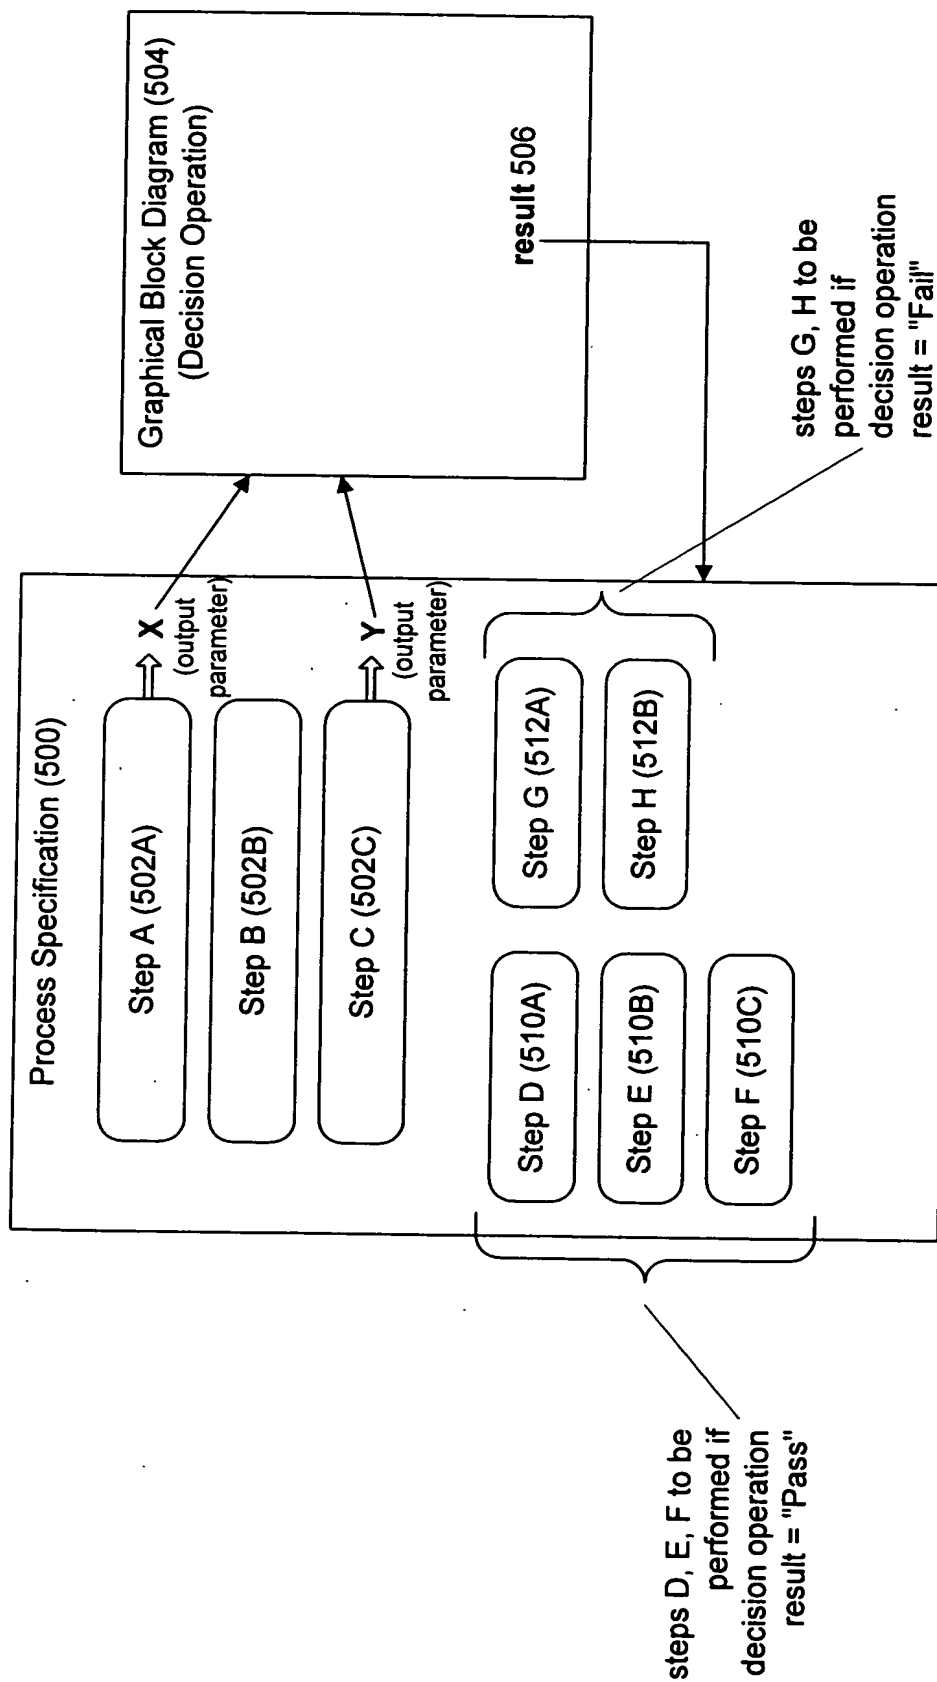 Process Specification (500)
Step A (502A)
X
(output
parameter)
Step B (502B)
Step C (502C)
Y
(output
parameter)
Graphical Block Diagram (504)
(Decision Operation)
result 506
Step D (510A)
Step E (510B)
Step F (510C)
Step G (512A)
Step H (512B)
steps D, E, F to be
performed if
decision operation
result = "Pass"
steps G, H to be
performed if
decision operation
result = "Fail"